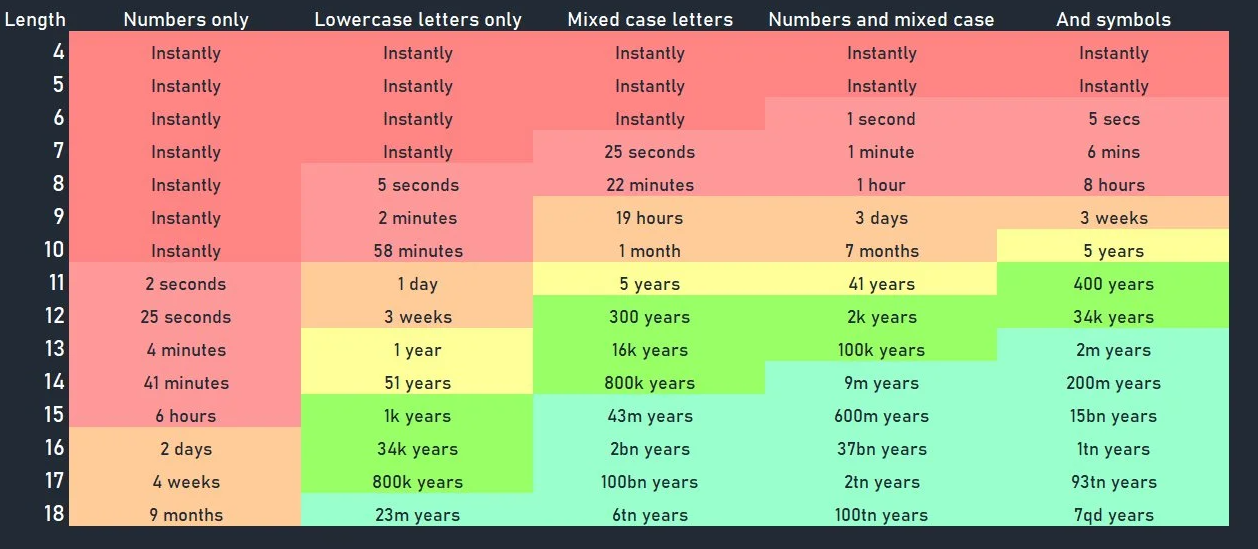 Length Numbers only Lowercase letters only Mixed case letters Numbers and mixed case And symbols
4 Instantly Instantly Instantly Instantly Instantly
5 Instantly Instantly Instantly Instantly Instantly
6 Instantly Instantly Instantly 1 second 5 secs
7 Instantly Instantly 25 seconds 1 minute 6 mins
8 Instantly 5 seconds 22 minutes 1 hour 8 hours
9 Instantly 2 minutes 19 hours 3 days 3 weeks
10 Instantly 58 minutes 1 month 7 months 5 years
11 2 seconds 1 day 5 years 41 years 400 years
12 25 seconds 3 weeks 300 years 2k years 34k years
13 4 minutes 1 year 16k years 100k years 2m years
14 41 minutes 51 years 800k years 9m years 200m years
15 6 hours 1k years 43m years 600m years 15bn years
16 2 days 34k years 2bn years 37bn years 1tn years
17 4 weeks 800k years 100bn years 2tn years 93tn years
18 9 months 23m years 6tn years 100tn years 7qd years